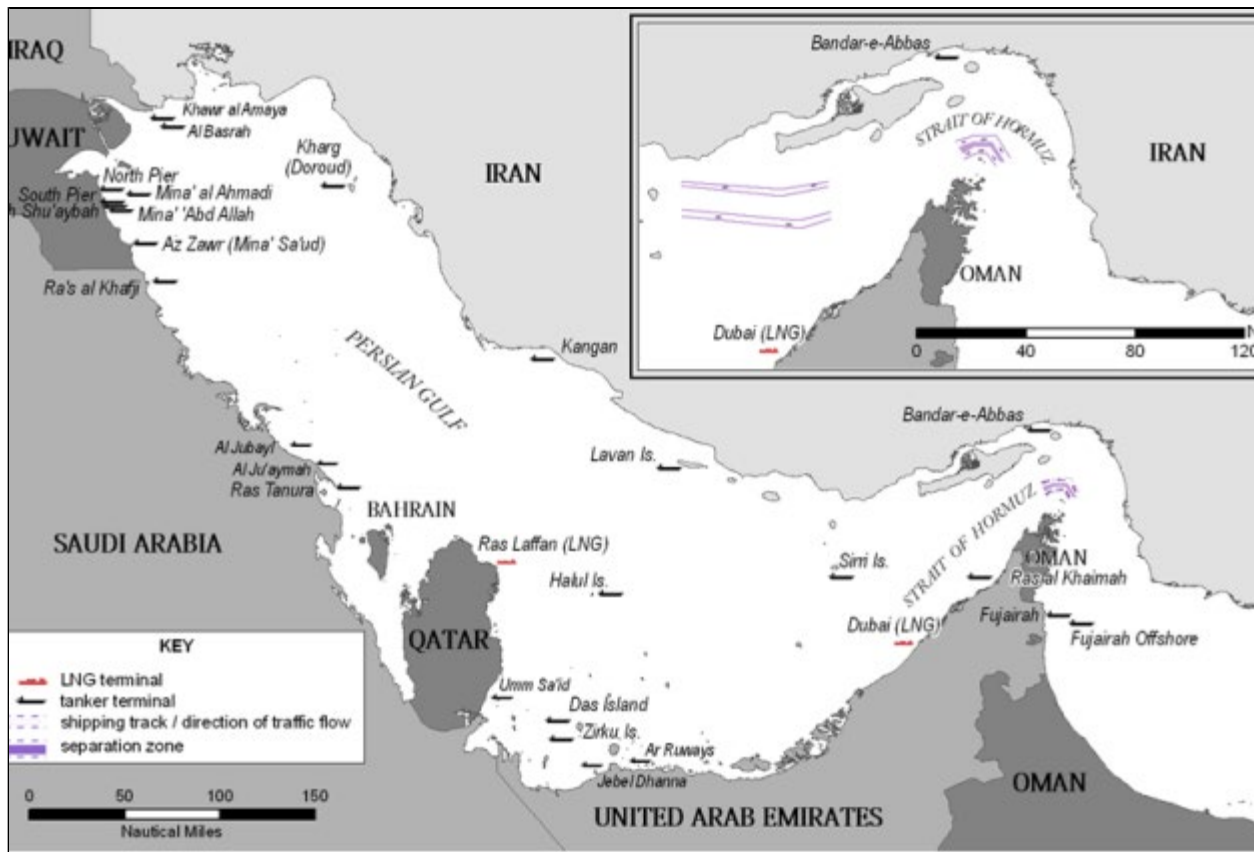 IRAQ
UWAIT
Khawr al Amaya
Al Basrah
North Pier
South Pier
h Shu'aybah
Mina' al Ahmadi
Mina' 'Abd Allah
Az Zawr (Mina' Sa'ud)
Ra's al Khafji
Kharg
(Doroud)
IRAN
Kangan
PERSIAN GULF
Al Jubayl
Al Ju'aymah
Ras Tanura
BAHRAIN
SAUDI ARABIA
Ras Laffan (LNG)
Halul Is.
QATAR
Lavan Is.
Sirri Is.
Bandar-e-Abbas
STRAIT OF HORMUZ
OMAN
Ras al Khaimah
Dubai (LNG)
Fujairah
Fujairah Offshore
Umm Sa'id
Das Island
Zirku Is.
Ar Ruways
Jebel Dhanna
UNITED ARAB EMIRATES
OMAN
KEY
LNG terminal
tanker terminal
shipping track / direction of traffic flow
separation zone
0 50 100 150
Nautical Miles
Bandar-e-Abbas
STRAIT OF HORMUZ
IRAN
OMAN
Dubai (LNG)
N
0 40 80 120